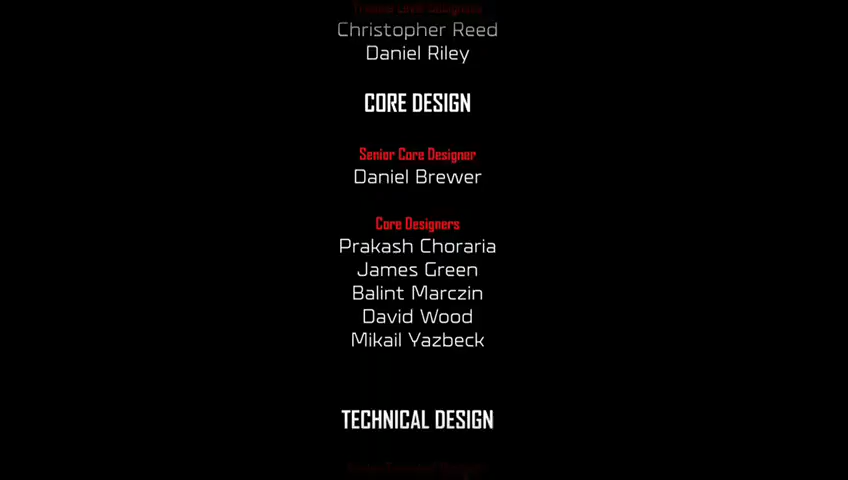 Christopher Reed
Daniel Riley
CORE DESIGN
Senior Core Designer
Daniel Brewer
Core Designers
Prakash Choraria
James Green
Balint Marczin
David Wood
Mikail Yazbeck
TECHNICAL DESIGN